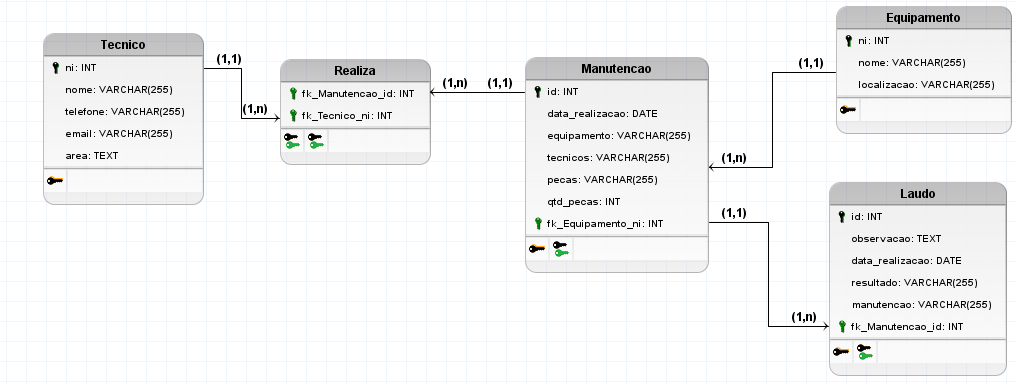 Tecnico
ni: INT
nome: VARCHAR(255)
telefone: VARCHAR(255)
email: VARCHAR(255)
area: TEXT
(1,1)
(1,n)
Realiza
fk_Manutencao_id: INT
fk_Tecnico_ni: INT
(1,n)
(1,1)
Manutencao
id: INT
data_realizacao: DATE
equipamento: VARCHAR(255)
tecnicos: VARCHAR(255)
pecas: VARCHAR(255)
qtd_pecas: INT
fk_Equipamento_ni: INT
(1,1)
(1,n)
Equipamento
ni: INT
nome: VARCHAR(255)
localizacao: VARCHAR(255)
(1,1)
(1,n)
Laudo
id: INT
observacao: TEXT
data_realizacao: DATE
resultado: VARCHAR(255)
manutencao: VARCHAR(255)
fk_Manutencao_id: INT